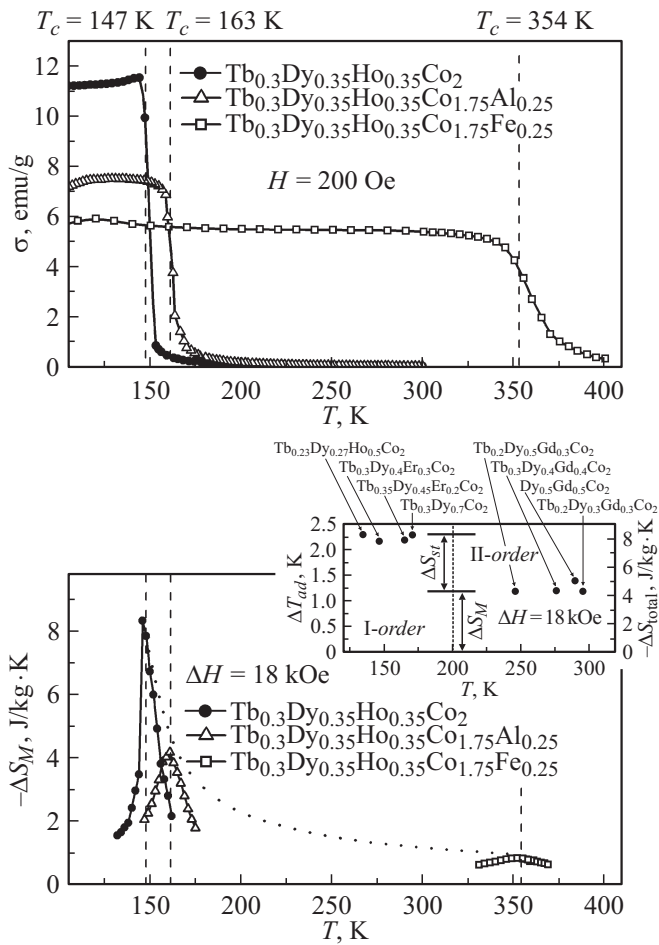 T_c = 147 K T_c = 163 K T_c = 354 K
12
10
8
6
4
2
0
σ, emu/g
Tb0.3Dy0.35Ho0.35Co2
Tb0.3Dy0.35Ho0.35Co1.75Al0.25
Tb0.3Dy0.35Ho0.35Co1.75Fe0.25
H = 200 Oe
150 200 250 300 350 400
T, K
Tb0.23Dy0.27Ho0.5Co2
Tb0.3Dy0.4Er0.3Co2
Tb0.35Dy0.45Er0.2Co2
Tb0.3Dy0.7Co2
Tb0.2Dy0.5Gd0.3Co2
Tb0.3Dy0.4Gd0.4Co2
Dy0.5Gd0.5Co2
Tb0.2Dy0.3Gd0.3Co2
2.5
2.0
1.5
1.0
0.5
0
ΔT_ad, K
ΔS_st
II-order
I-order
ΔS_M
ΔH = 18 kOe
8
6
4
2
0
−ΔS_total, J/kg·K
150 200 250 300
T, K
8
6
4
2
0
−ΔS_M, J/kg·K
ΔH = 18 kOe
Tb0.3Dy0.35Ho0.35Co2
Tb0.3Dy0.35Ho0.35Co1.75Al0.25
Tb0.3Dy0.35Ho0.35Co1.75Fe0.25
150 200 250 300 350 400
T, K